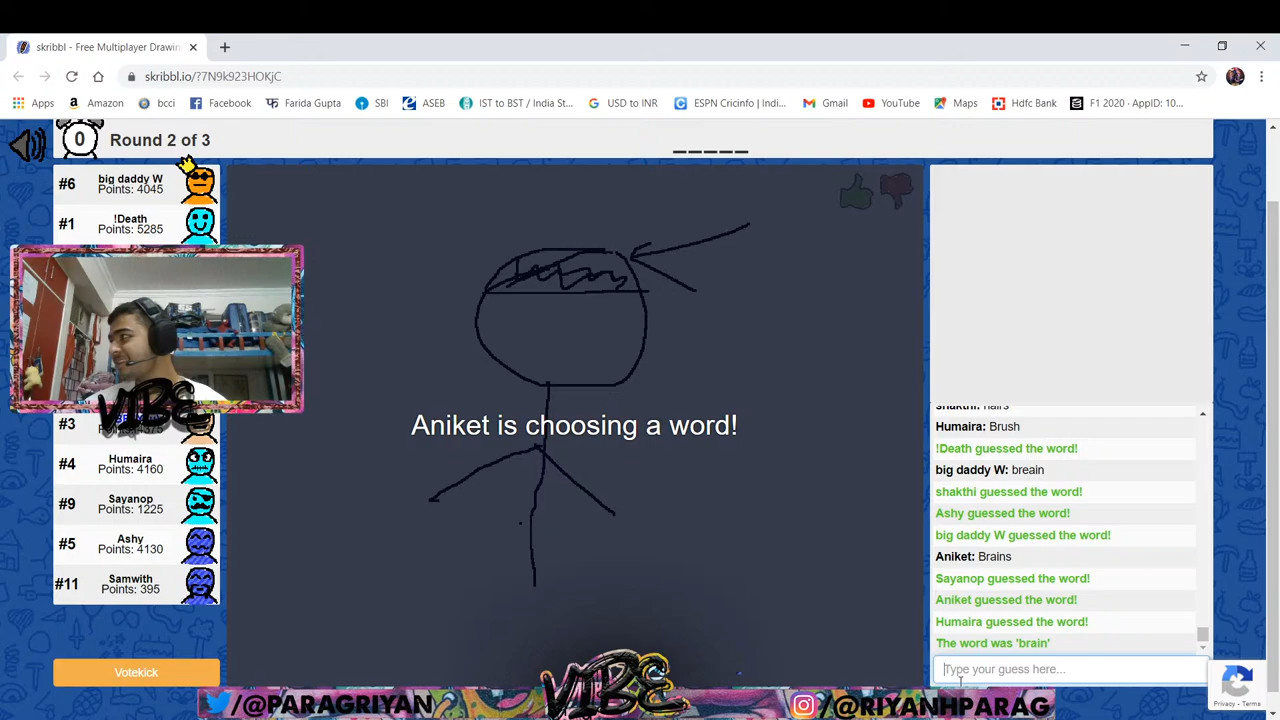 skribbl - Free Multiplayer Drawin
skribbl.io/?7N9k923HOKjC
Apps Amazon bcci Facebook Farida Gupta SBI ASEB IST to BST / India St... USD to INR ESPN Cricinfo | Indi... Gmail YouTube Maps Hdfc Bank F1 2020 · AppID: 10...
0 Round 2 of 3 _ _ _ _ _
#6 big daddy W
Points: 4045
#1 !Death
Points: 5285
#3
#4 Humaira
Points: 4160
#9 Sayanop
Points: 1225
#5 Ashy
Points: 4130
#11 Samwith
Points: 395
Votekick
VIBE
Aniket is choosing a word!
Humaira: Brush
!Death guessed the word!
big daddy W: breain
shakthi guessed the word!
Ashy guessed the word!
big daddy W guessed the word!
Aniket: Brains
Sayanop guessed the word!
Aniket guessed the word!
Humaira guessed the word!
The word was 'brain'
Type your guess here...
Privacy - Terms
VIBE
/@PARAGRIYAN